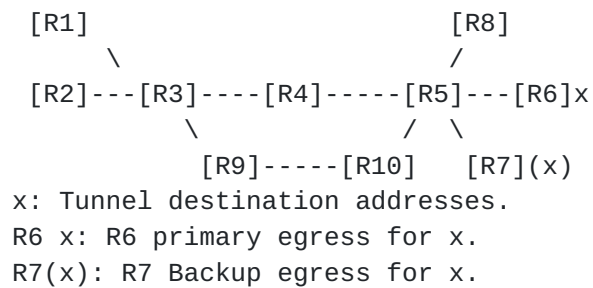 [R1] [R8]
\ /
[R2]---[R3]----[R4]-----[R5]---[R6]x
\ / \
[R9]-----[R10] [R7](x)
x: Tunnel destination addresses.
R6 x: R6 primary egress for x.
R7(x): R7 Backup egress for x.